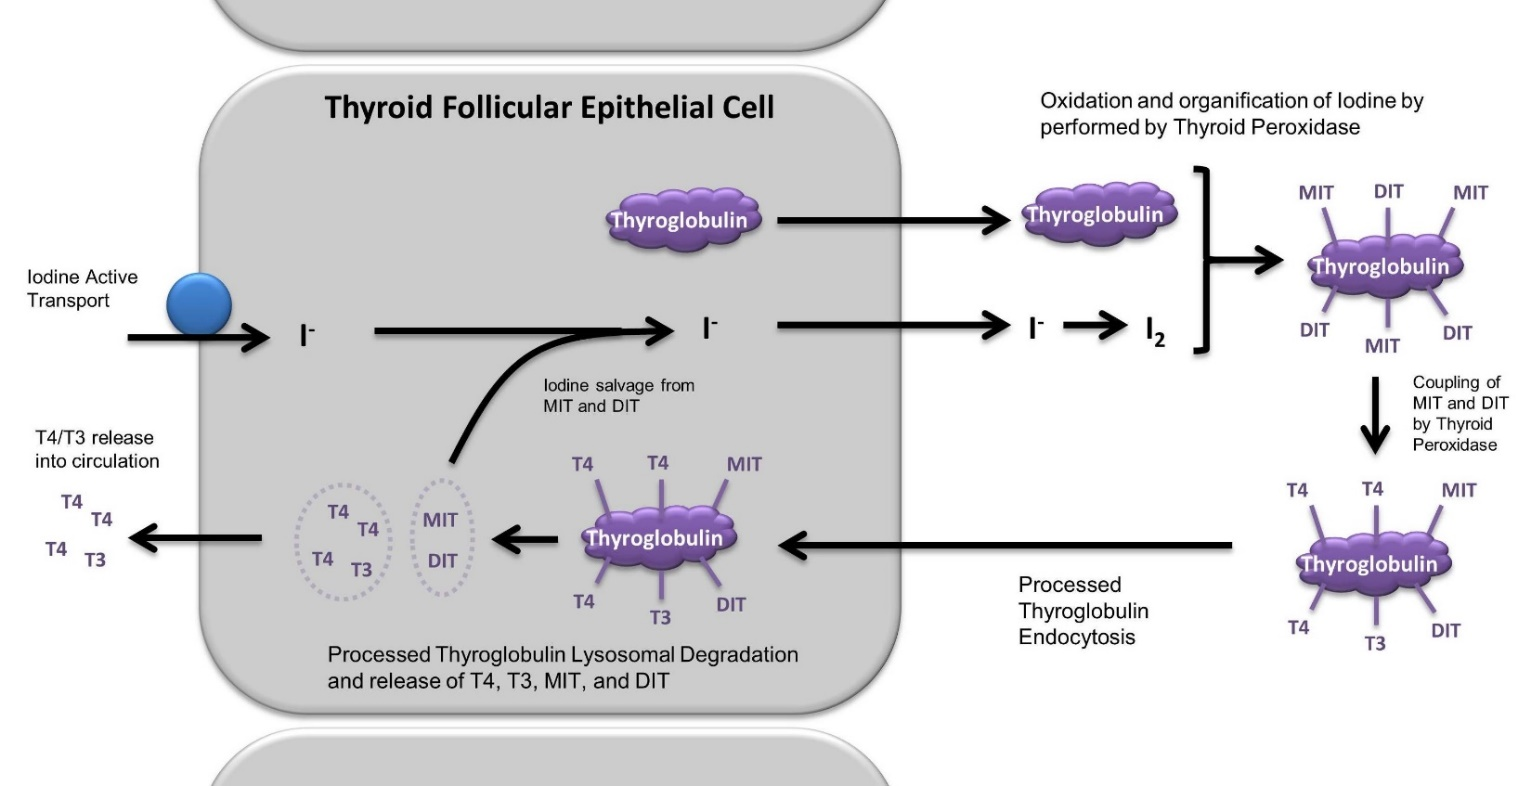 Thyroid Follicular Epithelial Cell
Oxidation and organification of Iodine by
performed by Thyroid Peroxidase
Thyroglobulin
Thyroglobulin
MIT
DIT
MIT
Thyroglobulin
DIT
MIT
DIT
Iodine Active
Transport
I-
I-
I-
I2
Iodine salvage from
MIT and DIT
Coupling of
MIT and DIT
by Thyroid
Peroxidase
T4/T3 release
into circulation
T4
T4
T4
T3
T4
T4
T4
T3
MIT
DIT
T4
T4
MIT
Thyroglobulin
T4
T3
DIT
Processed
Thyroglobulin
Endocytosis
T4
T4
MIT
Thyroglobulin
T4
T3
DIT
Processed Thyroglobulin Lysosomal Degradation
and release of T4, T3, MIT, and DIT